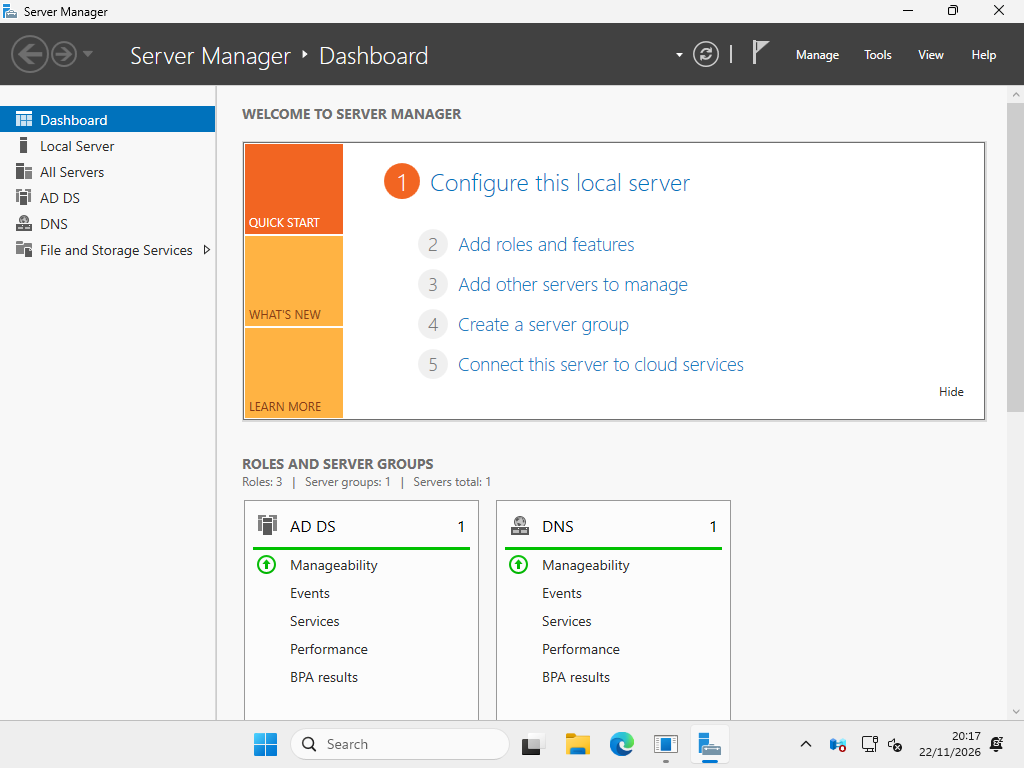 Server Manager
Server Manager ‣ Dashboard
Manage
Tools
View
Help
Dashboard
Local Server
All Servers
AD DS
DNS
File and Storage Services
WELCOME TO SERVER MANAGER
QUICK START
WHAT'S NEW
LEARN MORE
1 Configure this local server
2 Add roles and features
3 Add other servers to manage
4 Create a server group
5 Connect this server to cloud services
Hide
ROLES AND SERVER GROUPS
Roles: 3 | Server groups: 1 | Servers total: 1
AD DS 1
Manageability
Events
Services
Performance
BPA results
DNS 1
Manageability
Events
Services
Performance
BPA results
Search
20:17
22/11/2026